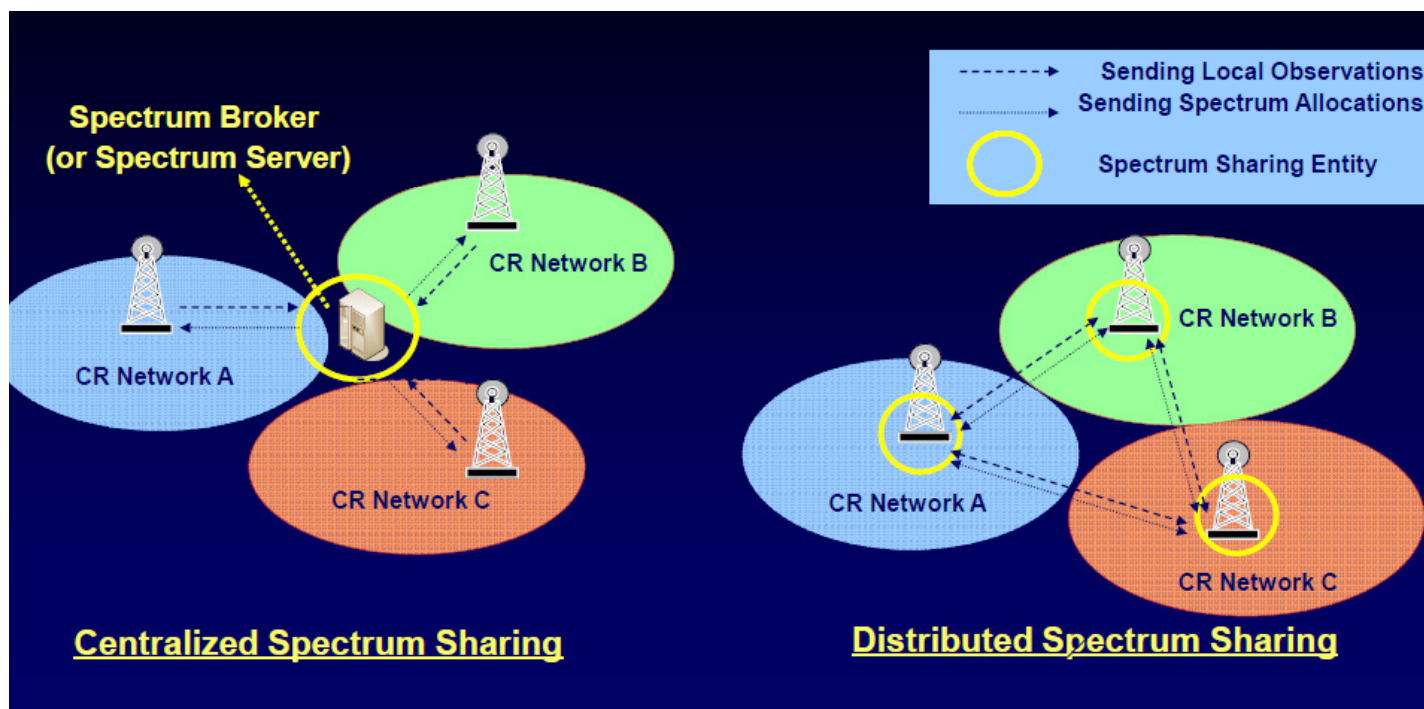 Spectrum Broker
(or Spectrum Server)
CR Network B
CR Network A
CR Network C
Centralized Spectrum Sharing
Sending Local Observations
Sending Spectrum Allocations
Spectrum Sharing Entity
CR Network B
CR Network A
CR Network C
Distributed Spectrum Sharing